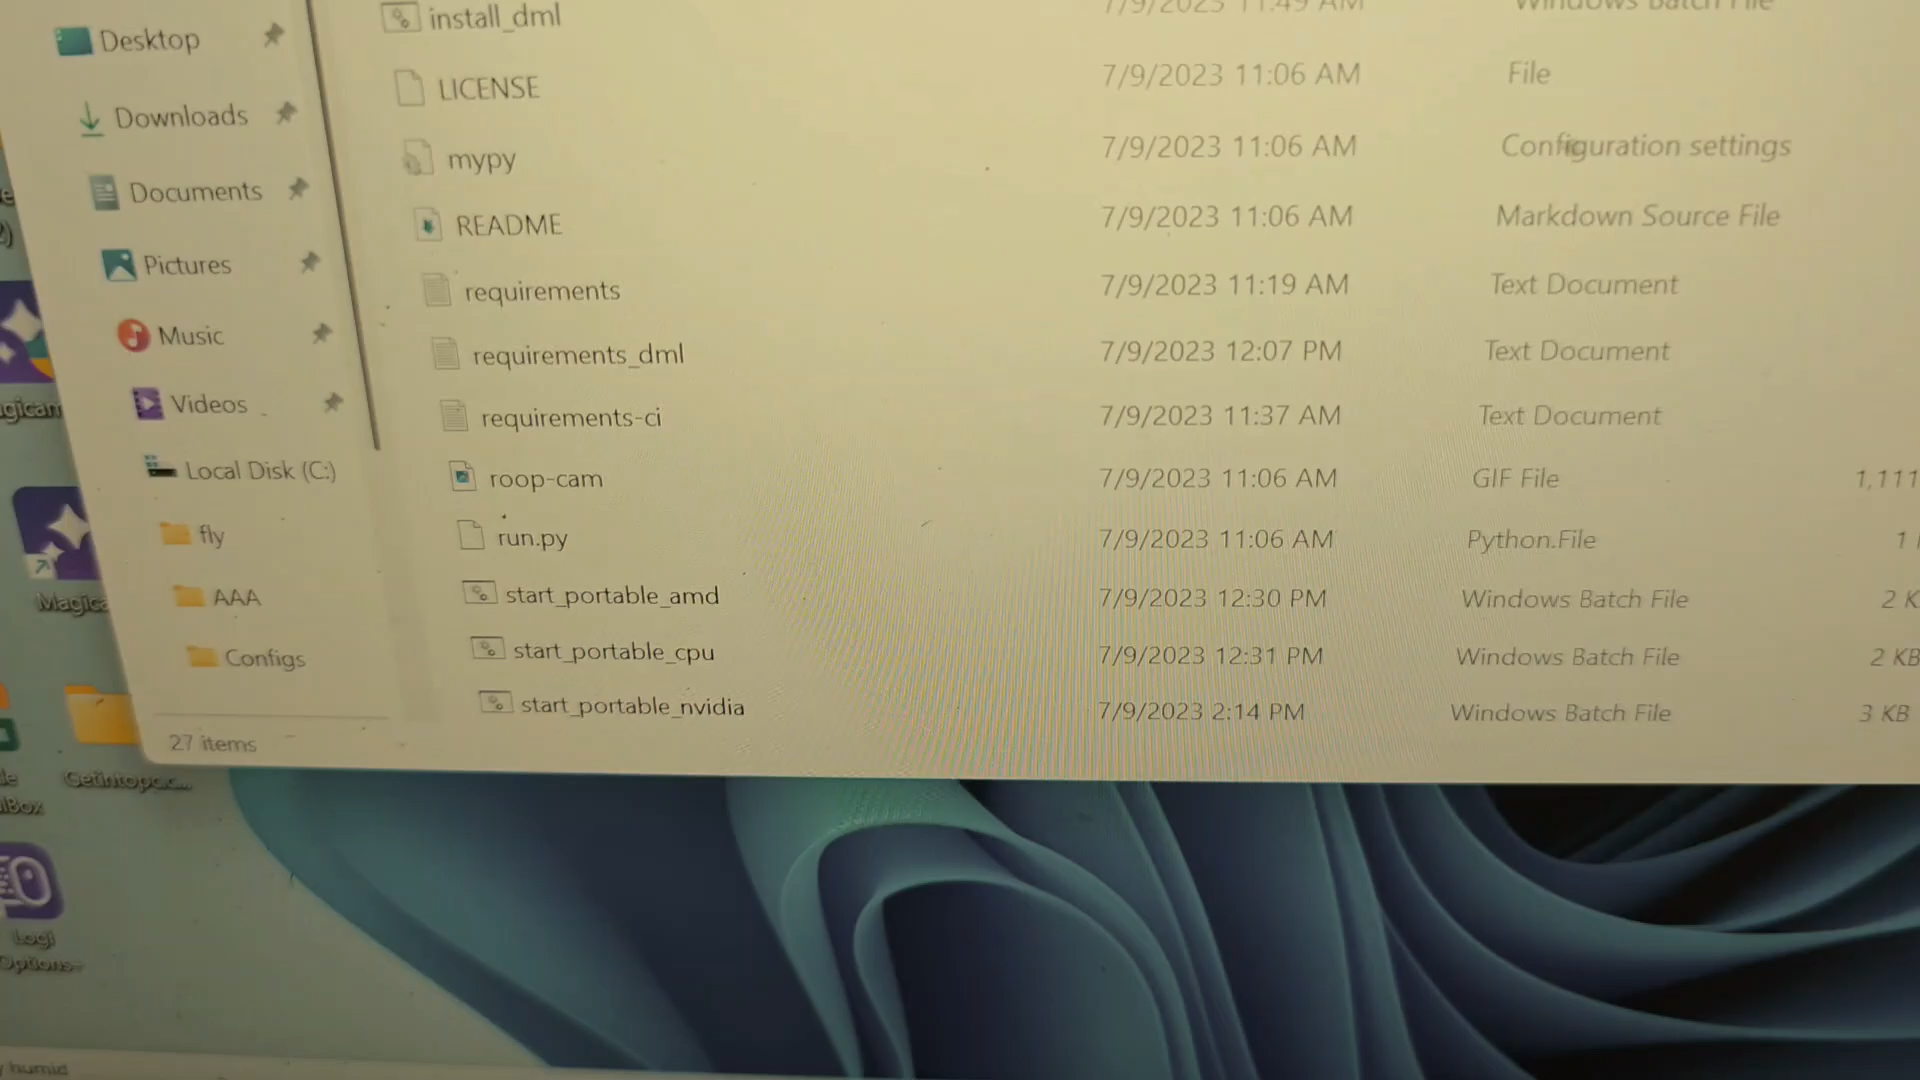 install_dml 7/9/2023 11:49 AM Windows Batch File
Desktop
LICENSE 7/9/2023 11:06 AM File
Downloads
mypy 7/9/2023 11:06 AM Configuration settings
Documents
README 7/9/2023 11:06 AM Markdown Source File
Pictures
requirements 7/9/2023 11:19 AM Text Document
Music
requirements_dml 7/9/2023 12:07 PM Text Document
Videos
requirements-ci 7/9/2023 11:37 AM Text Document
Local Disk (C:)
roop-cam 7/9/2023 11:06 AM GIF File 1,111
fly
run.py 7/9/2023 11:06 AM Python.File 1
AAA
start_portable_amd 7/9/2023 12:30 PM Windows Batch File 2 K
Configs
start_portable_cpu 7/9/2023 12:31 PM Windows Batch File 2 KB
start_portable_nvidia 7/9/2023 2:14 PM Windows Batch File 3 KB
27 items
Getintopc.c...
Logi
Options+
humid